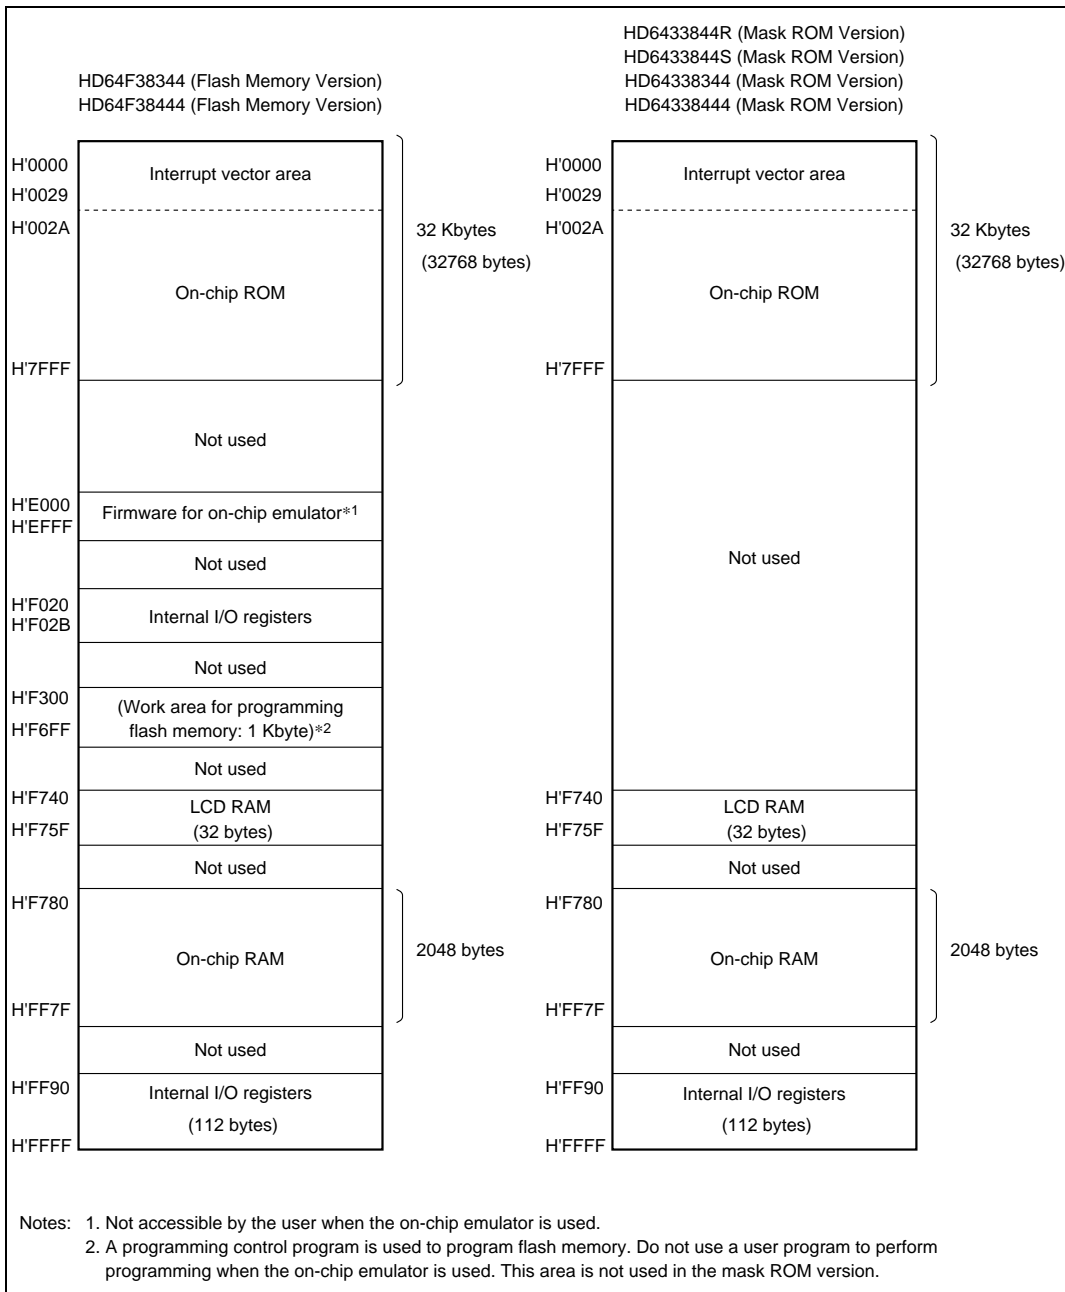 HD64F38344 (Flash Memory Version)
HD64F38444 (Flash Memory Version)
H'0000
Interrupt vector area
H'0029
H'002A
32 Kbytes
(32768 bytes)
On-chip ROM
H'7FFF
Not used
H'E000
Firmware for on-chip emulator*1
H'EFFF
Not used
H'F020
Internal I/O registers
H'F02B
Not used
H'F300
(Work area for programming
flash memory: 1 Kbyte)*2
H'F6FF
Not used
H'F740
LCD RAM
(32 bytes)
H'F75F
Not used
H'F780
On-chip RAM
2048 bytes
H'FF7F
Not used
H'FF90
Internal I/O registers
(112 bytes)
H'FFFF
HD6433844R (Mask ROM Version)
HD6433844S (Mask ROM Version)
HD64338344 (Mask ROM Version)
HD64338444 (Mask ROM Version)
H'0000
Interrupt vector area
H'0029
H'002A
32 Kbytes
(32768 bytes)
On-chip ROM
H'7FFF
Not used
H'F740
LCD RAM
(32 bytes)
H'F75F
Not used
H'F780
On-chip RAM
2048 bytes
H'FF7F
Not used
H'FF90
Internal I/O registers
(112 bytes)
H'FFFF
Notes: 1. Not accessible by the user when the on-chip emulator is used.
2. A programming control program is used to program flash memory. Do not use a user program to perform
programming when the on-chip emulator is used. This area is not used in the mask ROM version.